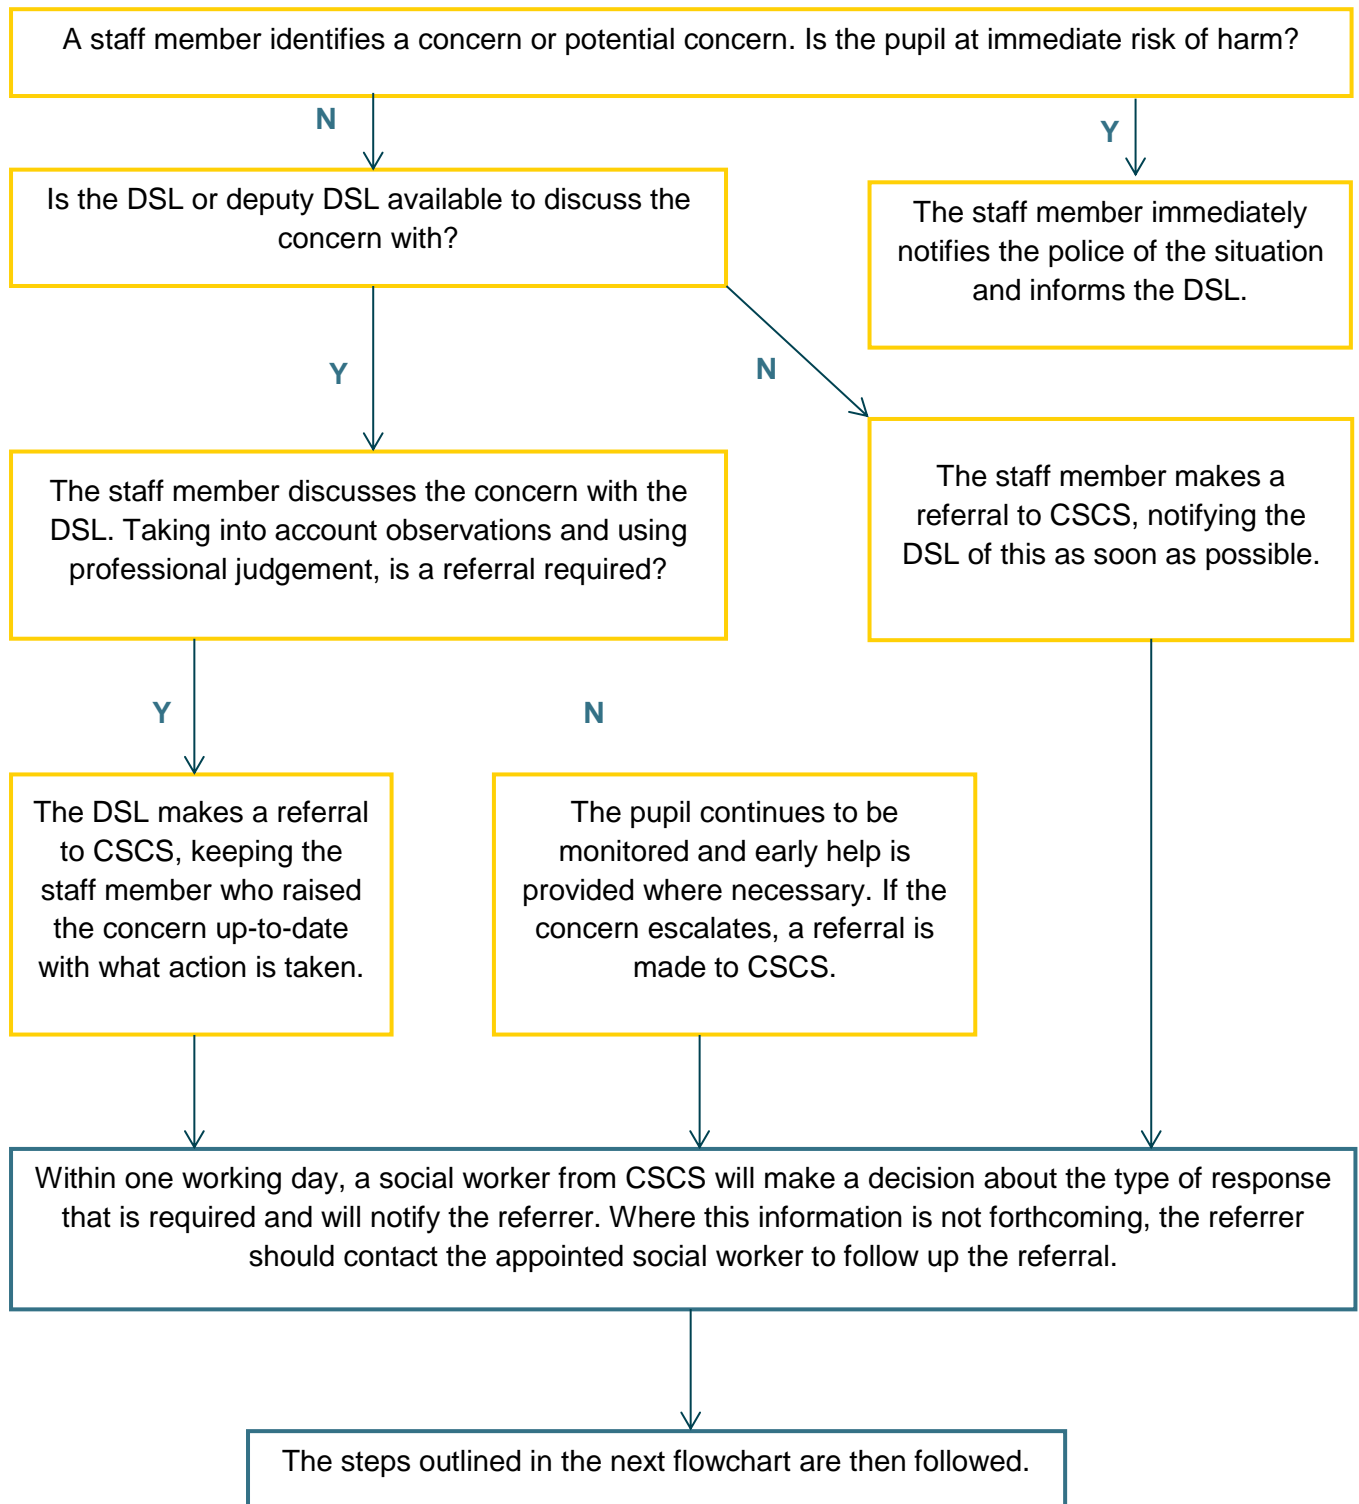 A staff member identifies a concern or potential concern. Is the pupil at immediate risk of harm?
N
Y
Is the DSL or deputy DSL available to discuss the
concern with?
The staff member immediately
notifies the police of the situation
and informs the DSL.
Y
N
The staff member discusses the concern with the
DSL. Taking into account observations and using
professional judgement, is a referral required?
The staff member makes a
referral to CSCS, notifying the
DSL of this as soon as possible.
Y
N
The DSL makes a referral
to CSCS, keeping the
staff member who raised
the concern up-to-date
with what action is taken.
The pupil continues to be
monitored and early help is
provided where necessary. If the
concern escalates, a referral is
made to CSCS.
Within one working day, a social worker from CSCS will make a decision about the type of response
that is required and will notify the referrer. Where this information is not forthcoming, the referrer
should contact the appointed social worker to follow up the referral.
The steps outlined in the next flowchart are then followed.